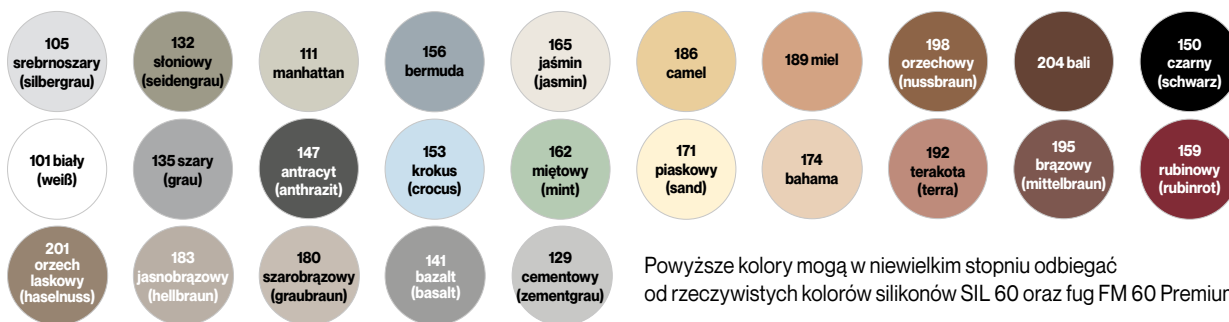 105
srebrnoszary
(silbergrau)
132
słoniowy
(seidengrau)
111
manhattan
156
bermuda
165
jaśmin
(jasmin)
186
camel
189 miel
198
orzechowy
(nussbraun)
204 bali
150
czarny
(schwarz)
101 biały
(weiß)
135 szary
(grau)
147
antracyt
(anthrazit)
153
krokus
(crocus)
162
miętowy
(mint)
171
piaskowy
(sand)
174
bahama
192
terakota
(terra)
195
brązowy
(mittelbraun)
159
rubinowy
(rubinrot)
201
orzech
laskowy
(haselnuss)
183
jasnobrązowy
(hellbraun)
180
szarobrązowy
(graubraun)
141
bazalt
(basalt)
129
cementowy
(zementgrau)
Powyższe kolory mogą w niewielkim stopniu odbiegać
od rzeczywistych kolorów silikonów SIL 60 oraz fug FM 60 Premium